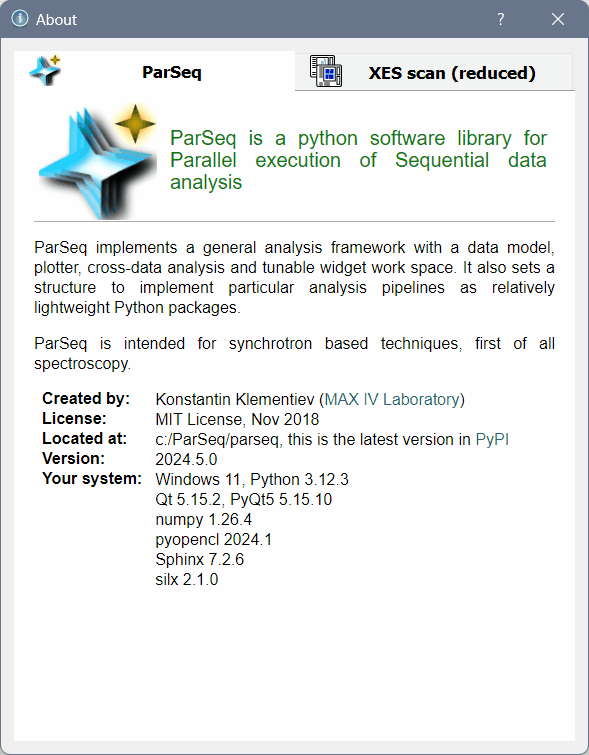 About
?
ParSeq
XES scan (reduced)
ParSeq is a python software library for
Parallel execution of Sequential data
analysis
ParSeq implements a general analysis framework with a data model,
plotter, cross-data analysis and tunable widget work space. It also sets a
structure to implement particular analysis pipelines as relatively
lightweight Python packages.
ParSeq is intended for synchrotron based techniques, first of all
spectroscopy.
Created by: Konstantin Klementiev (MAX IV Laboratory)
License: MIT License, Nov 2018
Located at: c:/ParSeq/parseq, this is the latest version in PyPI
Version: 2024.5.0
Your system: Windows 11, Python 3.12.3
Qt 5.15.2, PyQt5 5.15.10
numpy 1.26.4
pyopencl 2024.1
Sphinx 7.2.6
silx 2.1.0